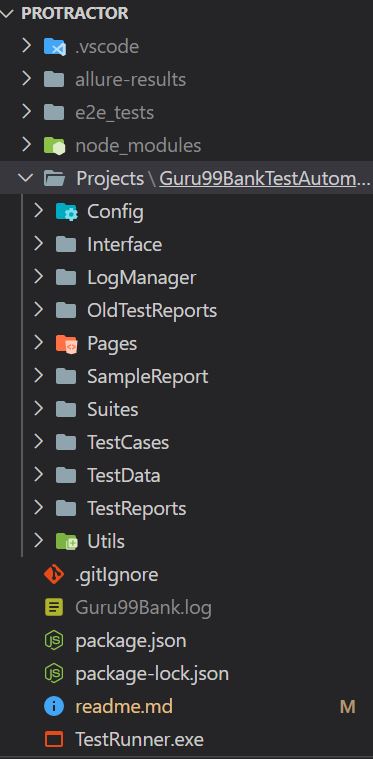 PROTRACTOR
.vscode
allure-results
e2e_tests
node_modules
Projects\Guru99BankTestAutom...
Config
Interface
LogManager
OldTestReports
Pages
SampleReport
Suites
TestCases
TestData
TestReports
Utils
.gitIgnore
Guru99Bank.log
package.json
package-lock.json
readme.md M
TestRunner.exe